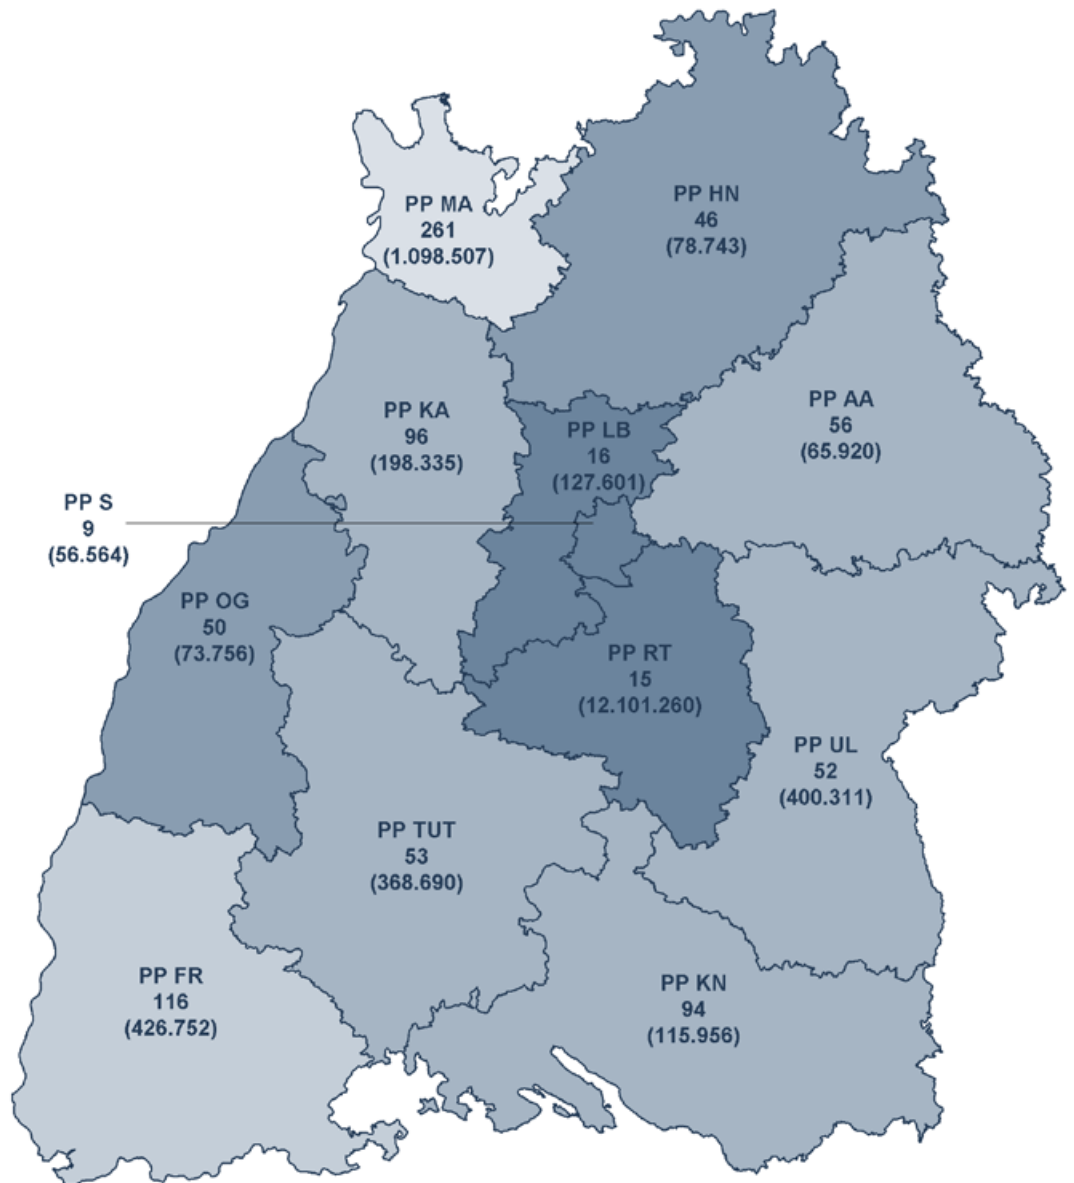 PP MA
261
(1.098.507)
PP HN
46
(78.743)
PP KA
96
(198.335)
PP LB
16
(127.601)
PP AA
56
(65.920)
PP S
9
(56.564)
PP OG
50
(73.756)
PP RT
15
(12.101.260)
PP UL
52
(400.311)
PP TUT
53
(368.690)
PP FR
116
(426.752)
PP KN
94
(115.956)